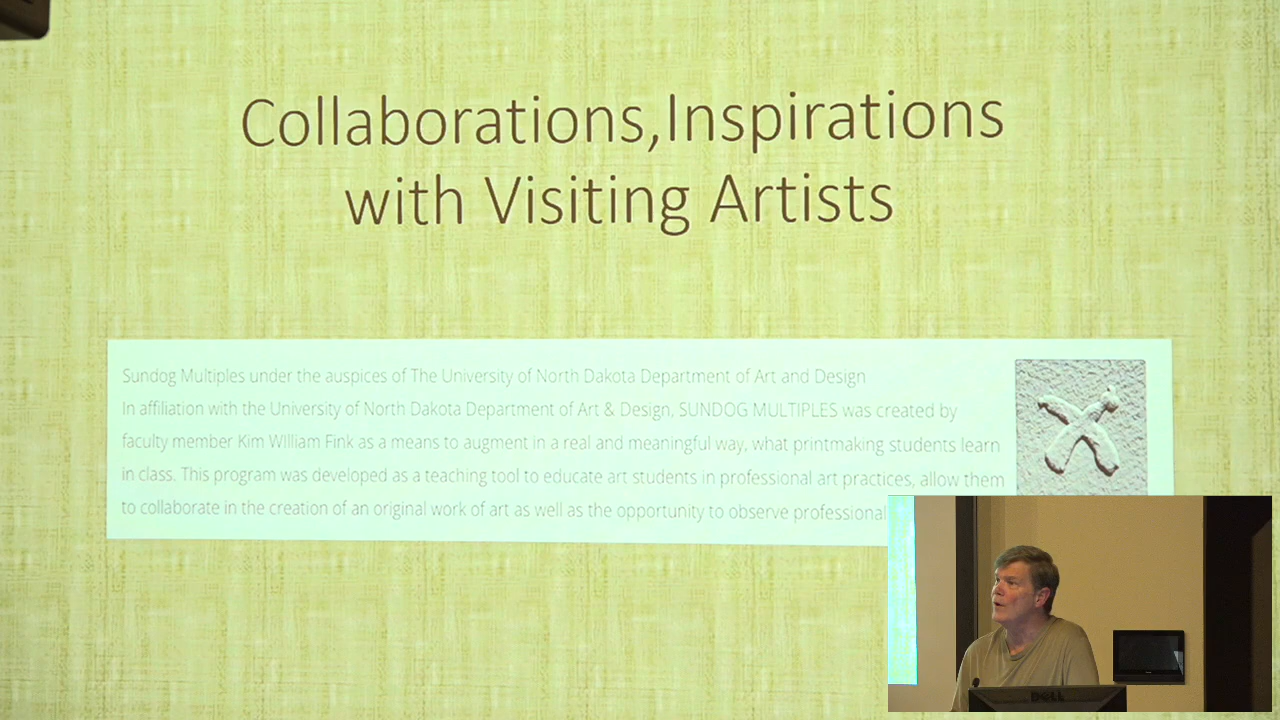 Collaborations,Inspirations
with Visiting Artists
Sundog Multiples under the auspices of The University of North Dakota Department of Art and Design
In affiliation with the University of North Dakota Department of Art & Design, SUNDOG MULTIPLES was created by
faculty member Kim WIlliam Fink as a means to augment in a real and meaningful way, what printmaking students learn
in class. This program was developed as a teaching tool to educate art students in professional art practices, allow them
to collaborate in the creation of an original work of art as well as the opportunity to observe professional
DELL